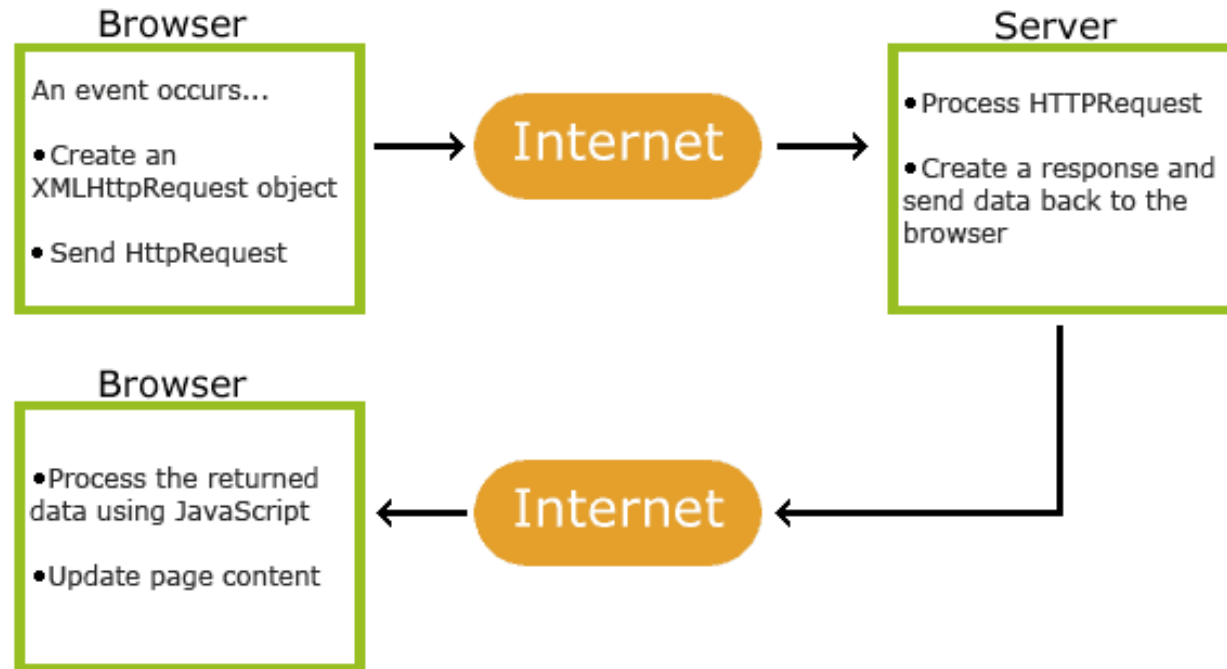 Browser
An event occurs...
•Create an
XMLHttpRequest object
• Send HttpRequest
Internet
Server
•Process HTTPRequest
•Create a response and
send data back to the
browser
Browser
•Process the returned
data using JavaScript
•Update page content
Internet